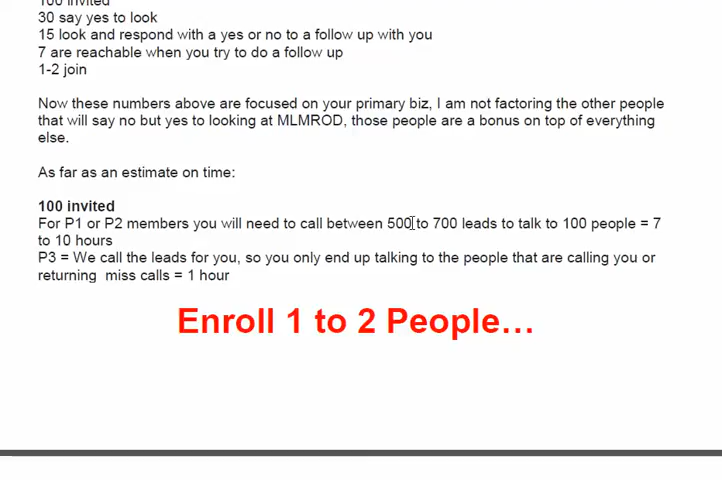 100 invited
30 say yes to look
15 look and respond with a yes or no to a follow up with you
7 are reachable when you try to do a follow up
1-2 join
Now these numbers above are focused on your primary biz, I am not factoring the other people
that will say no but yes to looking at MLMROD, those people are a bonus on top of everything
else.
As far as an estimate on time:
100 invited
For P1 or P2 members you will need to call between 500 to 700 leads to talk to 100 people = 7
to 10 hours
P3 = We call the leads for you, so you only end up talking to the people that are calling you or
returning  miss calls = 1 hour
Enroll 1 to 2 People…